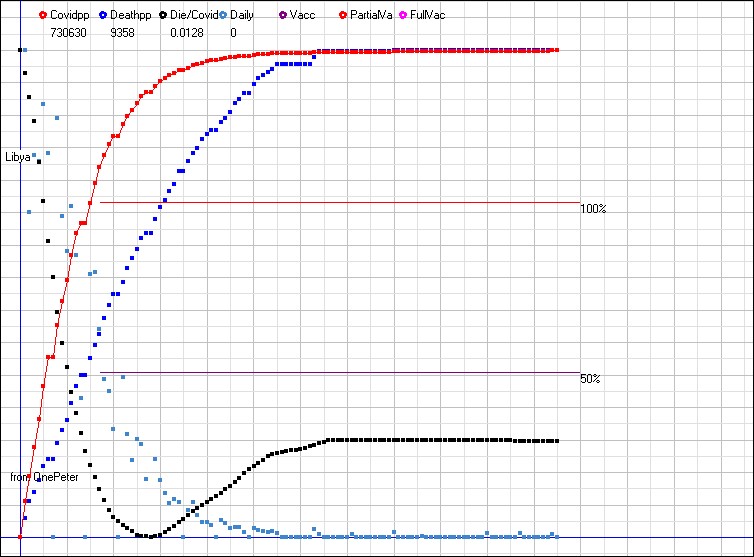 Covidpp Deathpp Die/Covid Daily Vacc PartialVa FullVac
730630 9358 0.0128 0
Libya
100%
50%
from OnePeter